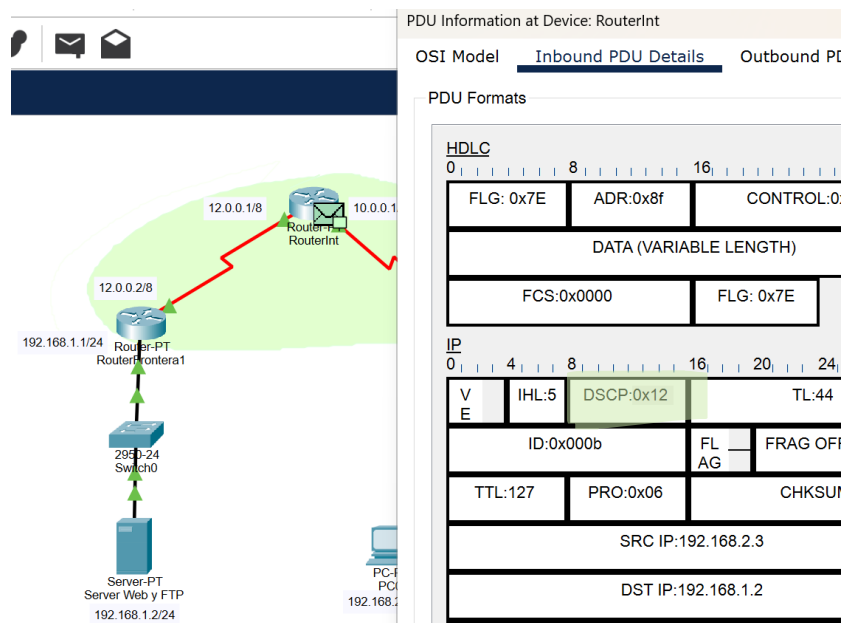 PDU Information at Device: RouterInt
OSI Model Inbound PDU Details Outbound PD
PDU Formats
HDLC
0 8 16
FLG: 0x7E ADR:0x8f CONTROL:0x
DATA (VARIABLE LENGTH)
FCS:0x0000 FLG: 0x7E
IP
0 4 8 16 20 24
V
E
IHL:5 DSCP:0x12 TL:44
ID:0x000b FL
AG
FRAG OFF
TTL:127 PRO:0x06 CHKSUM
SRC IP:192.168.2.3
DST IP:192.168.1.2
12.0.0.1/8
10.0.0.1
Router-PT
RouterInt
12.0.0.2/8
192.168.1.1/24
Router-PT
RouterFrontera1
2950-24
Switch0
Server-PT
Server Web y FTP
192.168.1.2/24
PC-P
PC0
192.168.2